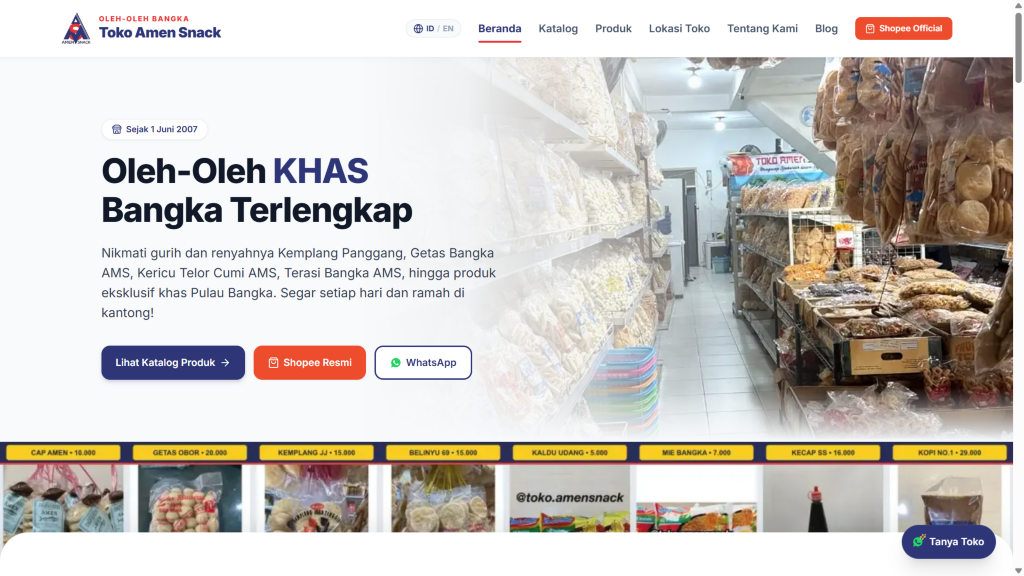 OLEH-OLEH BANGKA
Toko Amen Snack
AMEN SNACK
ID / EN
Beranda
Katalog
Produk
Lokasi Toko
Tentang Kami
Blog
Shopee Official
Sejak 1 Juni 2007
Oleh-Oleh KHAS
Bangka Terlengkap
Nikmati gurih dan renyahnya Kemplang Panggang, Getas Bangka
AMS, Kericu Telor Cumi AMS, Terasi Bangka AMS, hingga produk
eksklusif khas Pulau Bangka. Segar setiap hari dan ramah di
kantong!
Lihat Katalog Produk →
Shopee Resmi
WhatsApp
TOKO AMEN
CAP AMEN • 10.000
GETAS OBOR • 20.000
KEMPLANG JJ • 15.000
BELINYU 69 • 15.000
KALDU UDANG • 5.000
MIE BANGKA • 7.000
KECAP SS • 16.000
KOPI NO.1 • 29.000
@toko.amensnack
Tanya Toko